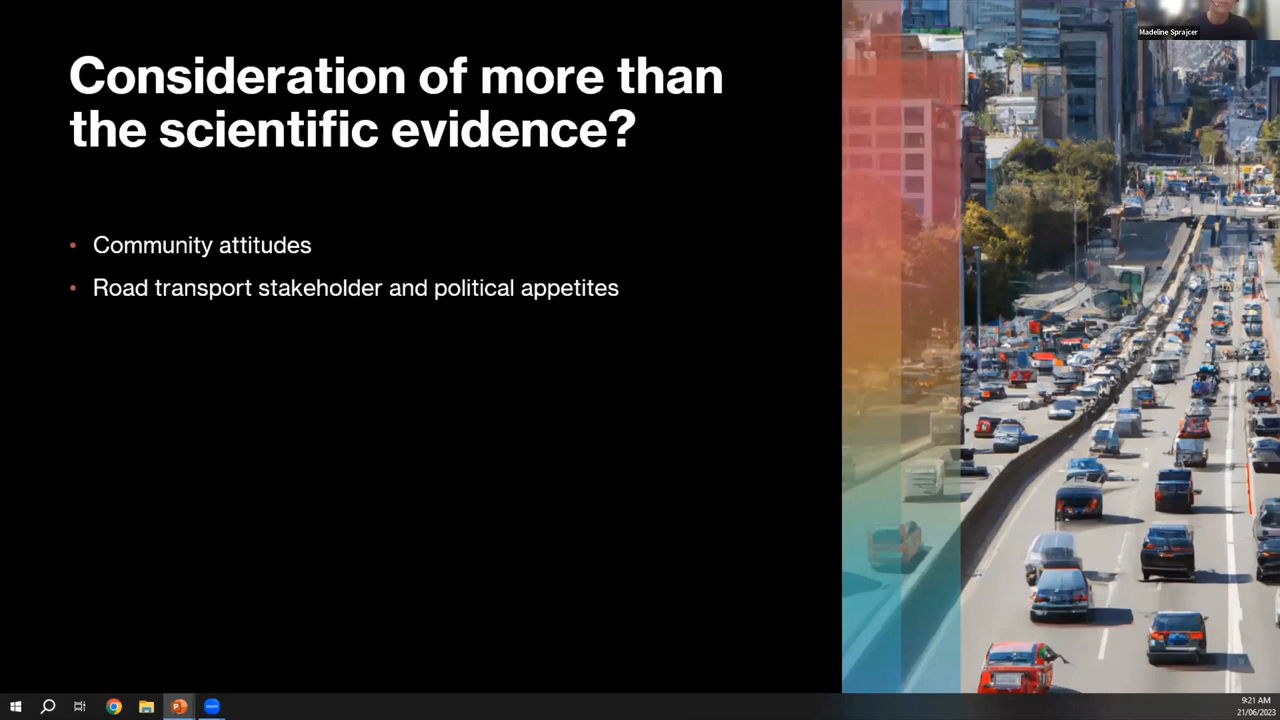 Madeline Sprajcer
Consideration of more than
the scientific evidence?
• Community attitudes
• Road transport stakeholder and political appetites
9:21 AM
21/06/2023